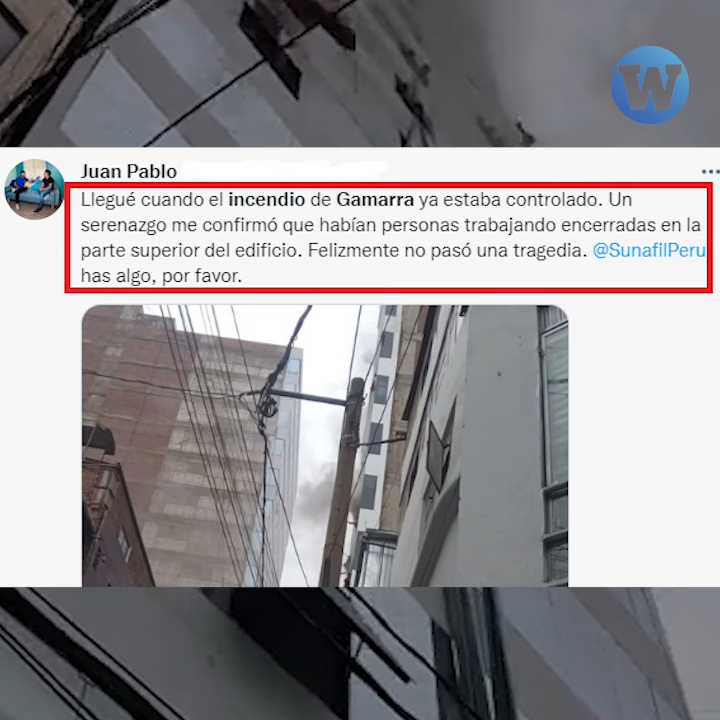 W
Juan Pablo
Llegué cuando el incendio de Gamarra ya estaba controlado. Un
serenazgo me confirmó que habían personas trabajando encerradas en la
parte superior del edificio. Felizmente no pasó una tragedia. @SunafilPeru
has algo, por favor.